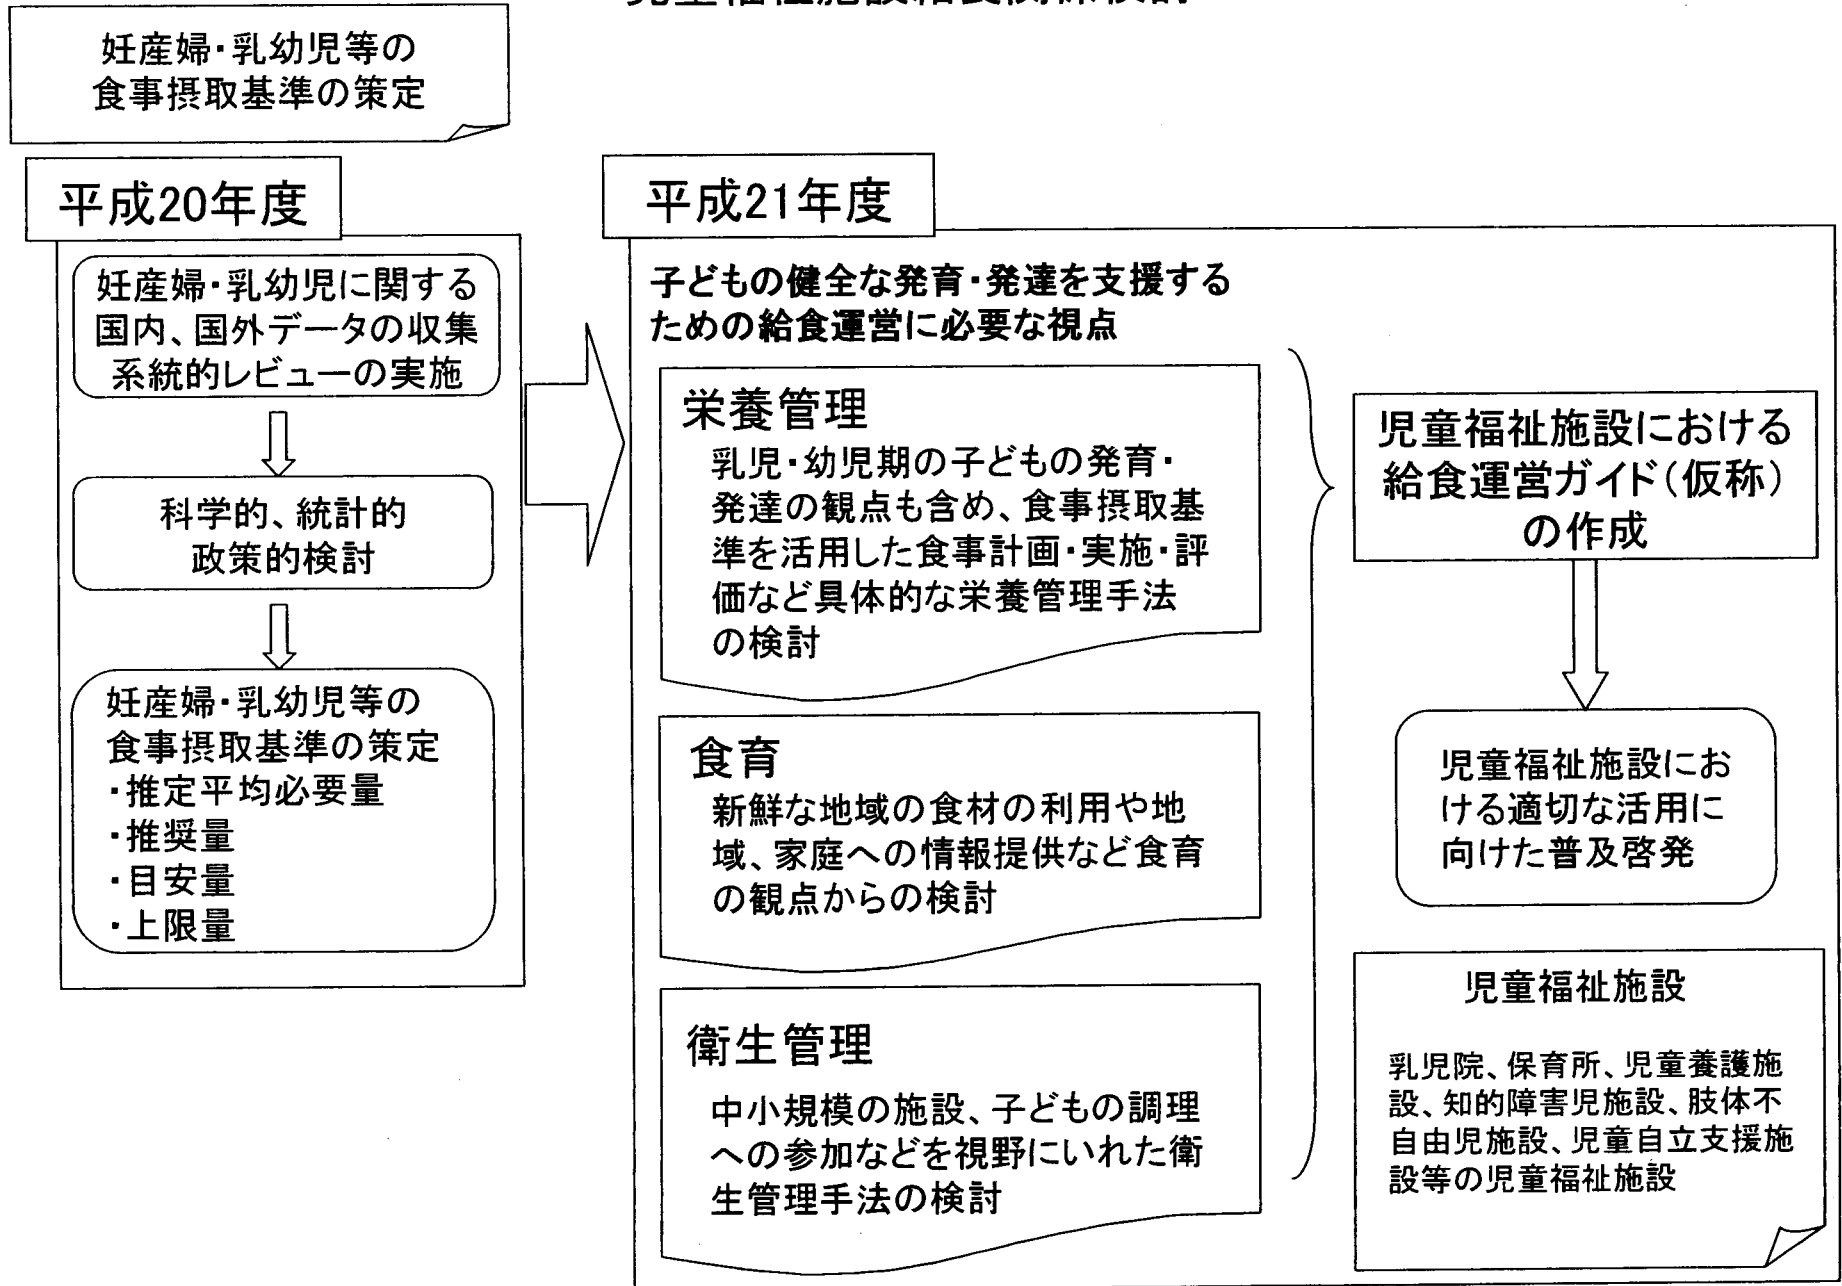 児童福祉施設給食関係検討
妊産婦・乳幼児等の
食事摂取基準の策定
平成20年度
妊産婦・乳幼児に関する
国内、国外データの収集
系統的レビューの実施
科学的、統計的
政策的検討
妊産婦・乳幼児等の
食事摂取基準の策定
・推定平均必要量
・推奨量
・目安量
・上限量
平成21年度
子どもの健全な発育・発達を支援する
ための給食運営に必要な視点
栄養管理
乳児・幼児期の子どもの発育・
発達の観点も含め、食事摂取基
準を活用した食事計画・実施・評
価など具体的な栄養管理手法
の検討
食育
新鮮な地域の食材の利用や地
域、家庭への情報提供など食育
の観点からの検討
衛生管理
中小規模の施設、子どもの調理
への参加などを視野にいれた衛
生管理手法の検討
児童福祉施設における
給食運営ガイド（仮称）
の作成
児童福祉施設にお
ける適切な活用に
向けた普及啓発
児童福祉施設
乳児院、保育所、児童養護施
設、知的障害児施設、肢体不
自由児施設、児童自立支援施
設等の児童福祉施設